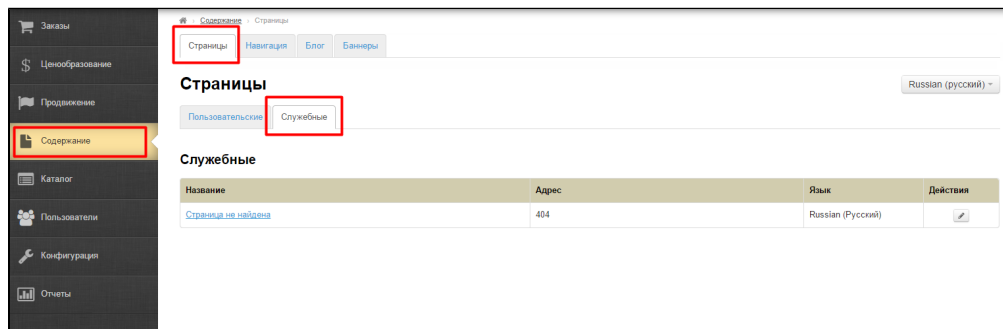 Заказы
Ценообразование
Продвижение
Содержание
Каталог
Пользователи
Конфигурация
Отчеты
Содержание > Страницы
Страницы Навигация Блог Баннеры
Страницы
Russian (русский)
Пользовательские Служебные
Служебные
Название Адрес Язык Действия
Страница не найдена 404 Russian (Русский)